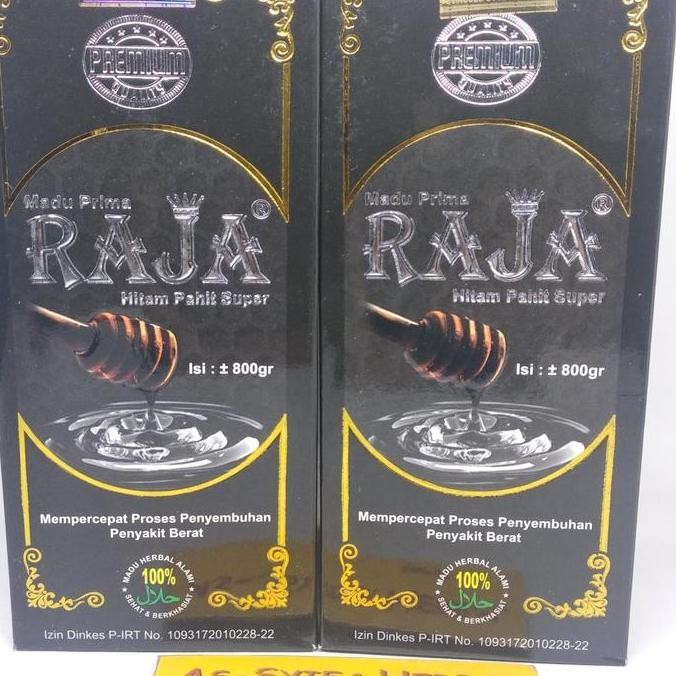 PREMIUM
QUALITY
Madu Prima
RAJA®
Hitam Pahit Super
Isi : ± 800gr
Mempercepat Proses Penyembuhan
Penyakit Berat
MADU HERBAL ALAMI
100%
حلال
★ SEHAT & BERKHASIAT ★
Izin Dinkes P-IRT No. 1093172010228-22
PREMIUM
QUALITY
Madu Prima
RAJA®
Hitam Pahit Super
Isi : ± 800gr
Mempercepat Proses Penyembuhan
Penyakit Berat
MADU HERBAL ALAMI
100%
حلال
★ SEHAT & BERKHASIAT ★
Izin Dinkes P-IRT No. 1093172010228-22